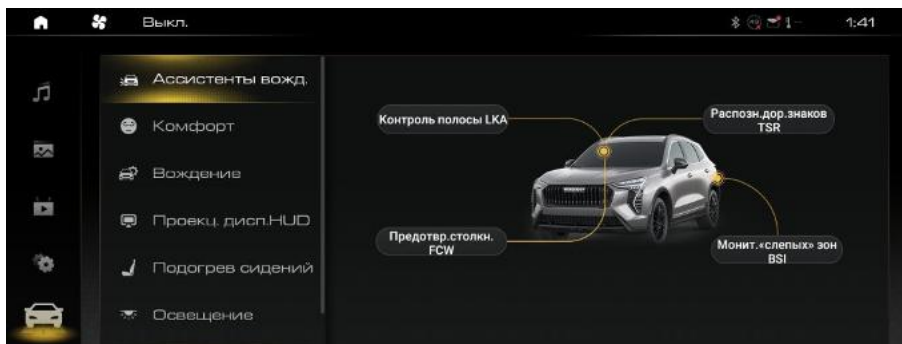 Выкл.
1:41
Ассистенты вожд.
Комфорт
Вождение
Проекц. дисп.HUD
Подогрев сидений
Освещение
Контроль полосы LKA
Распозн.дор.знаков
TSR
Предотвр.столкн.
FCW
Монит.«слепых» зон
BSI